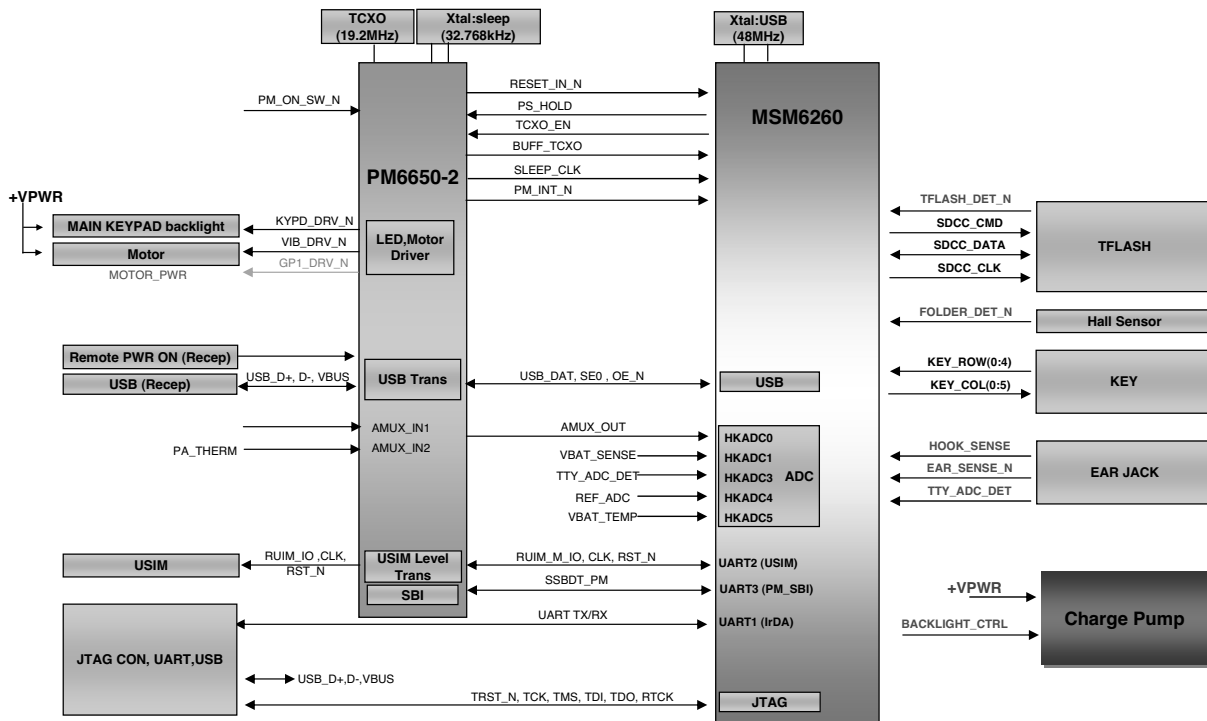 TCXO
(19.2MHz)
Xtal:sleep
(32.768kHz)
Xtal:USB
(48MHz)
PM_ON_SW_N
RESET_IN_N
PS_HOLD
TCXO_EN
BUFF_TCXO
SLEEP_CLK
PM_INT_N
PM6650-2
MSM6260
+VPWR
MAIN KEYPAD backlight
Motor
MOTOR_PWR
KYPD_DRV_N
VIB_DRV_N
GP1_DRV_N
LED,Motor
Driver
TFLASH_DET_N
SDCC_CMD
SDCC_DATA
SDCC_CLK
TFLASH
FOLDER_DET_N
Hall Sensor
Remote PWR ON (Recep)
USB (Recep)
USB_D+, D-, VBUS
USB Trans
USB_DAT, SE0 , OE_N
USB
KEY_ROW(0:4)
KEY_COL(0:5)
KEY
PA_THERM
AMUX_IN1
AMUX_IN2
AMUX_OUT
VBAT_SENSE
TTY_ADC_DET
REF_ADC
VBAT_TEMP
HKADC0
HKADC1
HKADC3
HKADC4
HKADC5
ADC
HOOK_SENSE
EAR_SENSE_N
TTY_ADC_DET
EAR JACK
USIM
RUIM_IO ,CLK,
RST_N
USIM Level
Trans
SBI
RUIM_M_IO, CLK, RST_N
SSBDT_PM
UART TX/RX
UART2 (USIM)
UART3 (PM_SBI)
UART1 (IrDA)
+VPWR
BACKLIGHT_CTRL
Charge Pump
JTAG CON, UART,USB
USB_D+,D-,VBUS
TRST_N, TCK, TMS, TDI, TDO, RTCK
JTAG